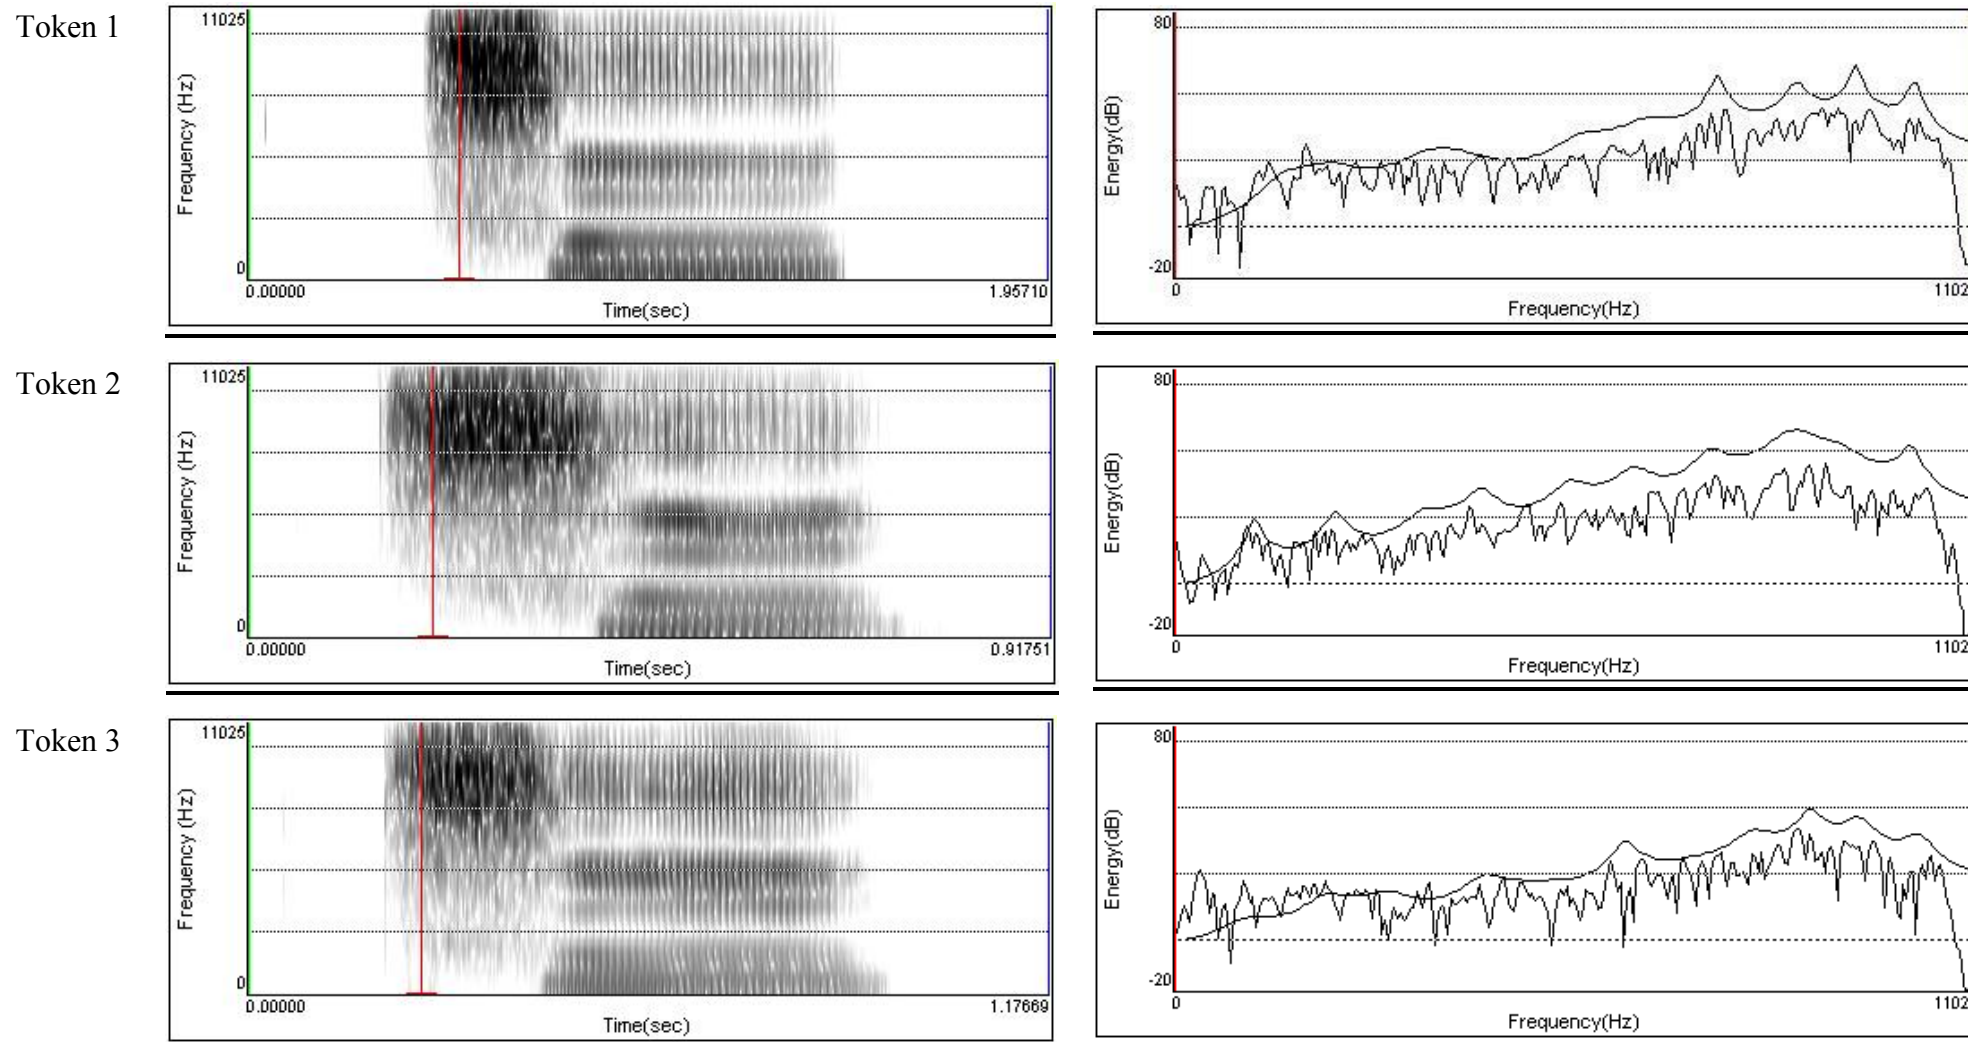 Token 1
11025
Frequency (Hz)
0
0.00000
1.95710
Time(sec)
80
Energy(dB)
-20
0
1102
Frequency(Hz)
Token 2
11025
Frequency (Hz)
0
0.00000
0.91751
Time(sec)
80
Energy(dB)
-20
0
1102
Frequency(Hz)
Token 3
11025
Frequency (Hz)
0
0.00000
1.17669
Time(sec)
80
Energy(dB)
-20
0
1102
Frequency(Hz)